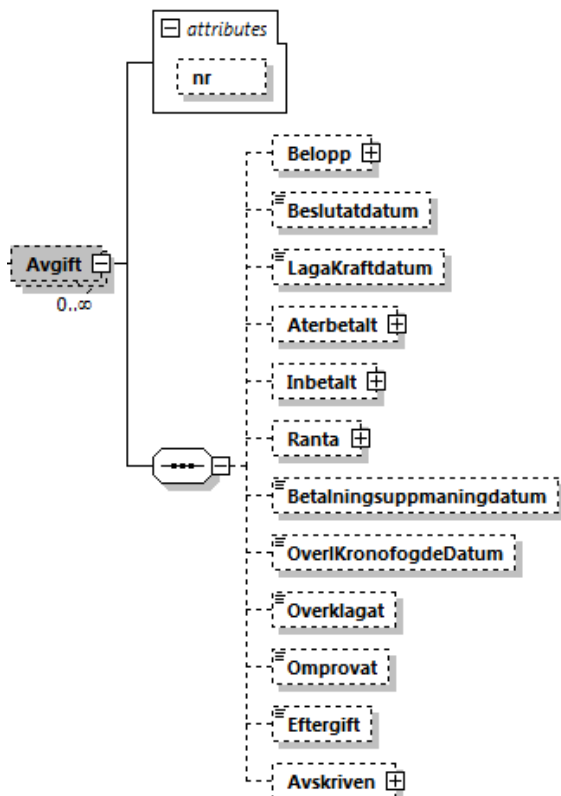 attributes
nr
Belopp
Beslutatdatum
LagaKraftdatum
Avgift
0..∞
Aterbetalt
Inbetalt
Ranta
Betalningsuppmaningdatum
OverlKronofogdeDatum
Overklagat
Omprovat
Eftergift
Avskriven